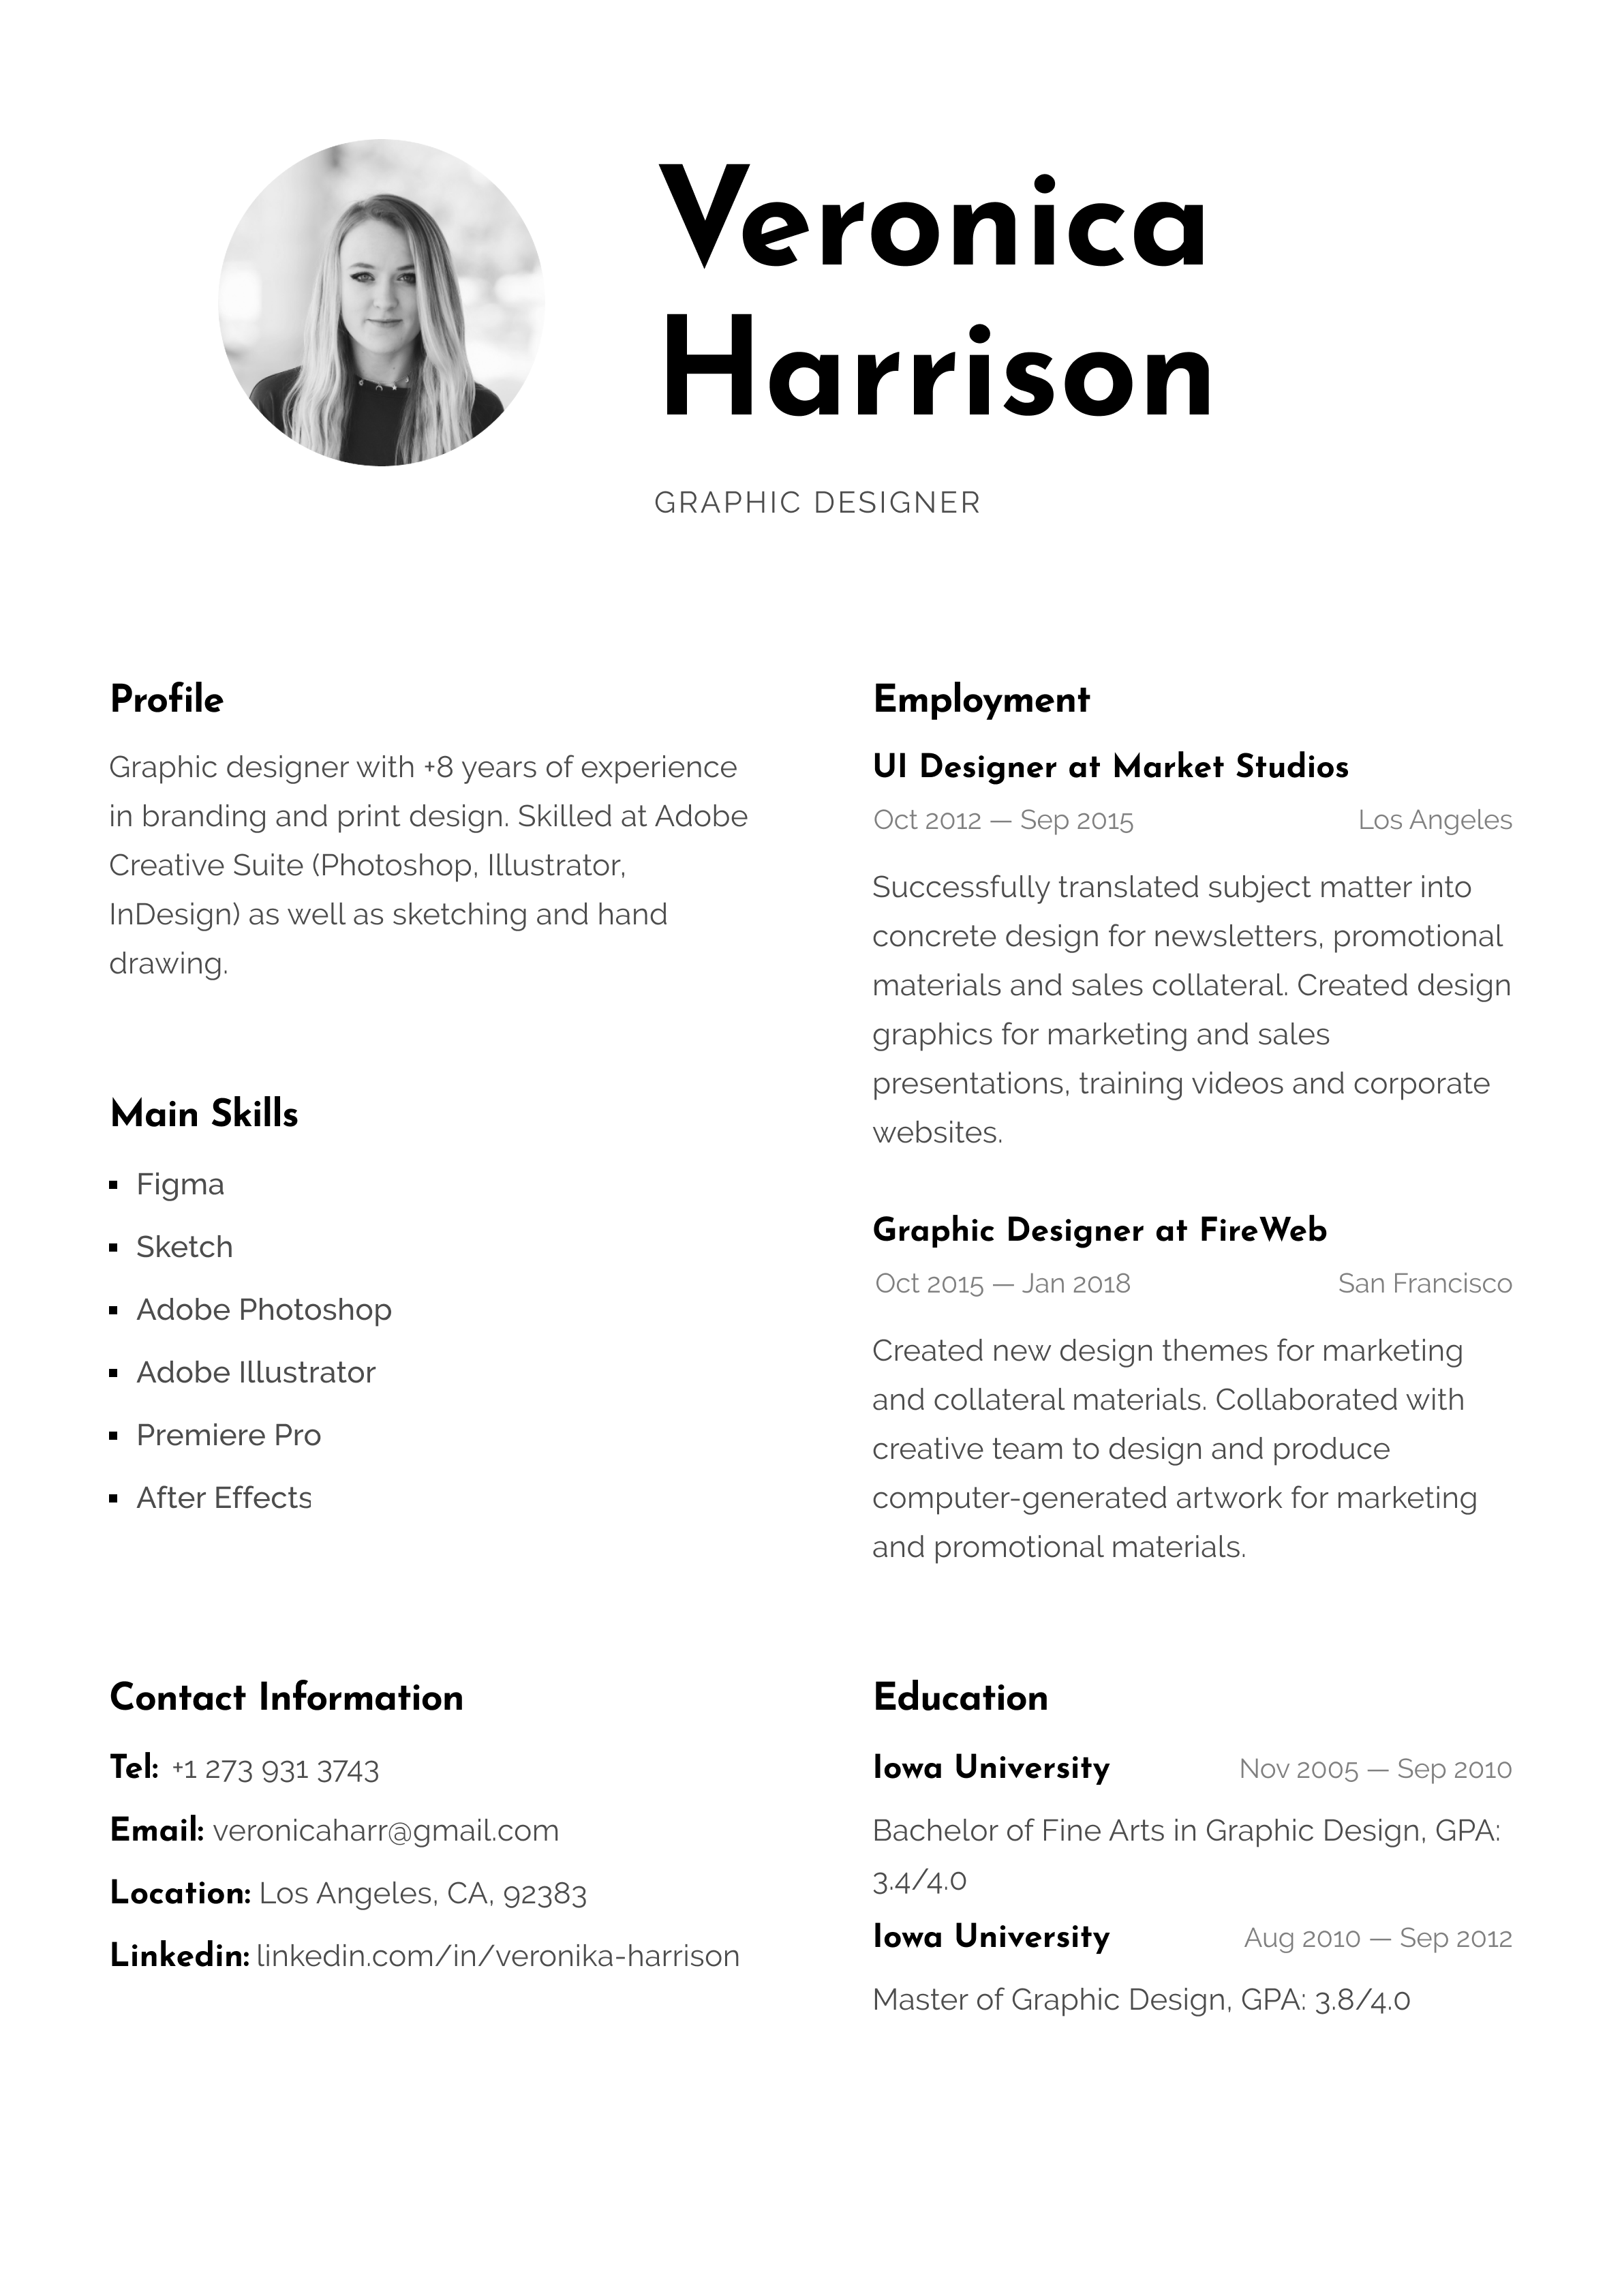 Veronica
Harrison
GRAPHIC DESIGNER
Profile
Graphic designer with +8 years of experience
in branding and print design. Skilled at Adobe
Creative Suite (Photoshop, Illustrator,
InDesign) as well as sketching and hand
drawing.
Main Skills
▪ Figma
▪ Sketch
▪ Adobe Photoshop
▪ Adobe Illustrator
▪ Premiere Pro
▪ After Effects
Contact Information
Tel: +1 273 931 3743
Email: veronicaharr@gmail.com
Location: Los Angeles, CA, 92383
Linkedin: linkedin.com/in/veronika-harrison
Employment
UI Designer at Market Studios
Oct 2012 — Sep 2015 Los Angeles
Successfully translated subject matter into
concrete design for newsletters, promotional
materials and sales collateral. Created design
graphics for marketing and sales
presentations, training videos and corporate
websites.
Graphic Designer at FireWeb
Oct 2015 — Jan 2018 San Francisco
Created new design themes for marketing
and collateral materials. Collaborated with
creative team to design and produce
computer-generated artwork for marketing
and promotional materials.
Education
Iowa University Nov 2005 — Sep 2010
Bachelor of Fine Arts in Graphic Design, GPA:
3.4/4.0
Iowa University Aug 2010 — Sep 2012
Master of Graphic Design, GPA: 3.8/4.0